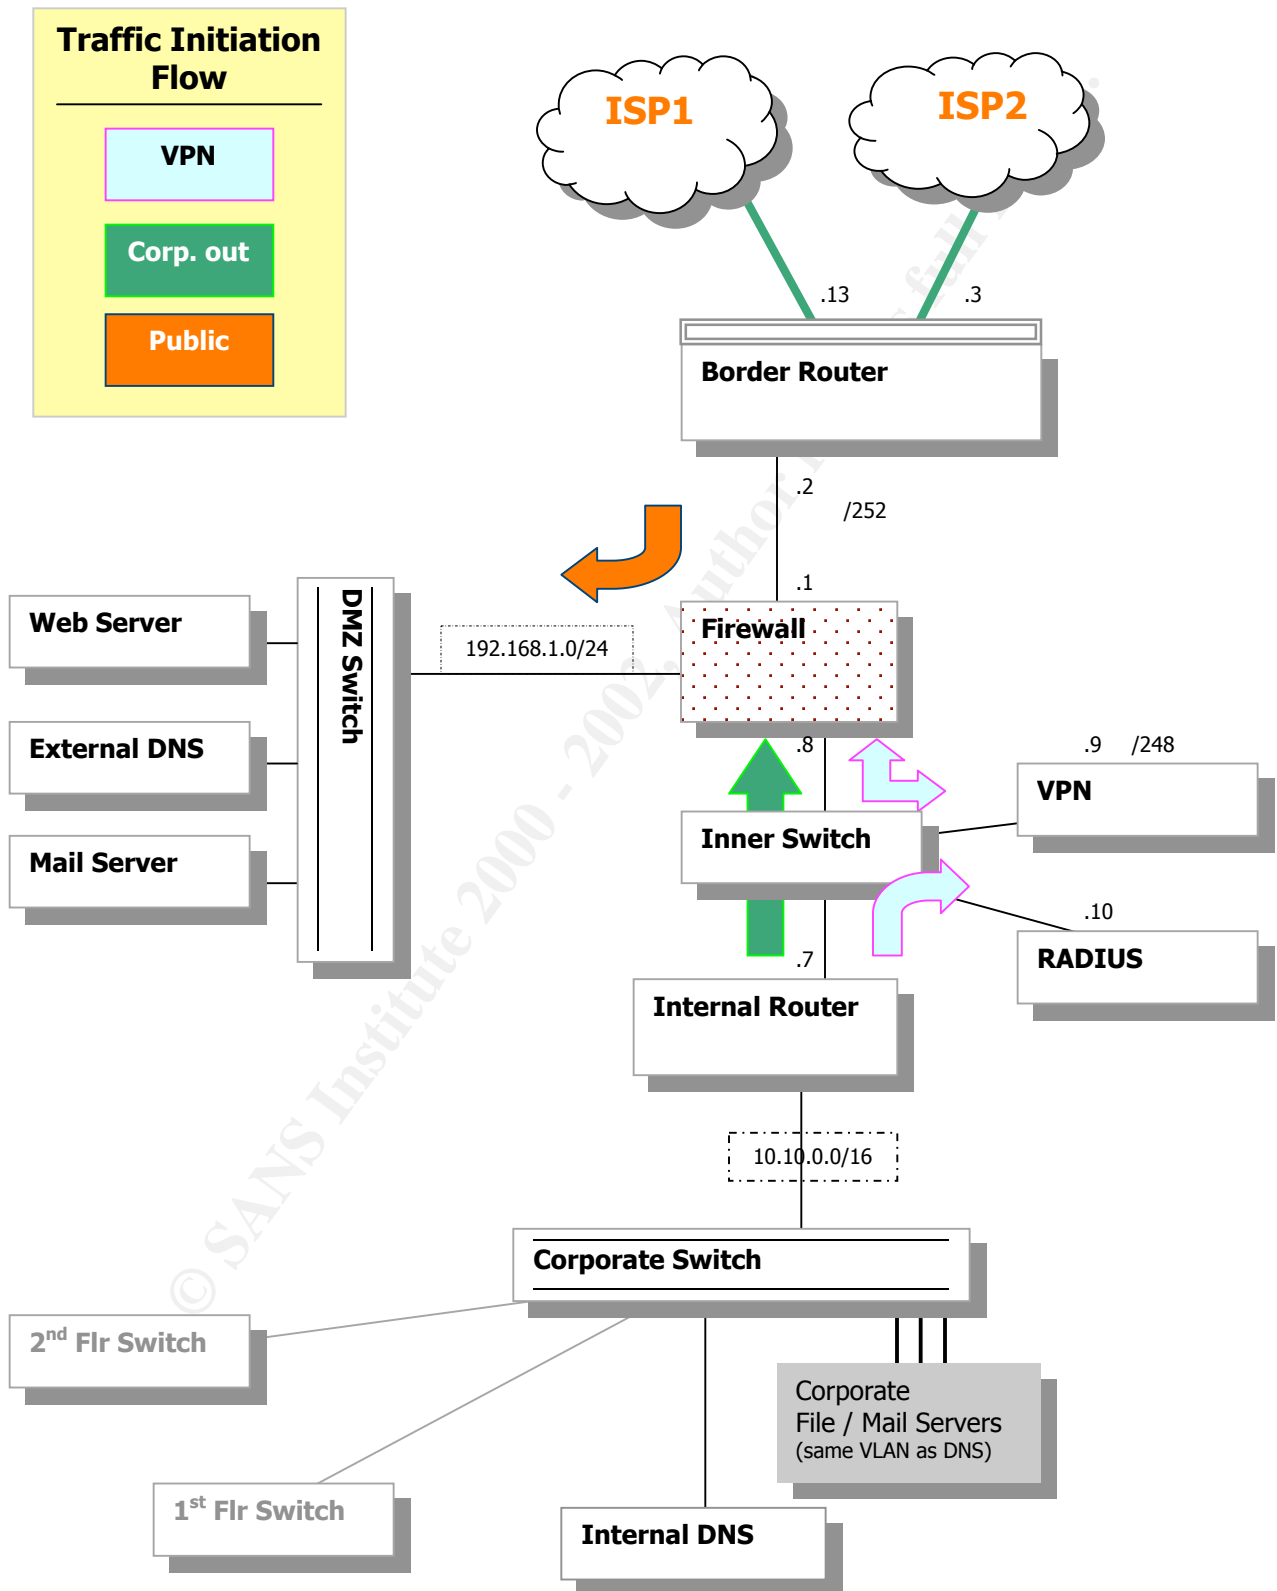 Traffic Initiation
Flow
VPN
Corp. out
Public
ISP1
ISP2
.13
.3
Border Router
.2
/252
.1
Firewall
192.168.1.0/24
DMZ Switch
Web Server
External DNS
Mail Server
.8
.9
/248
VPN
Inner Switch
.10
RADIUS
.7
Internal Router
10.10.0.0/16
Corporate Switch
2nd Flr Switch
1st Flr Switch
Internal DNS
Corporate
File / Mail Servers
(same VLAN as DNS)
© SANS Institute 2000 - 2002, Author full